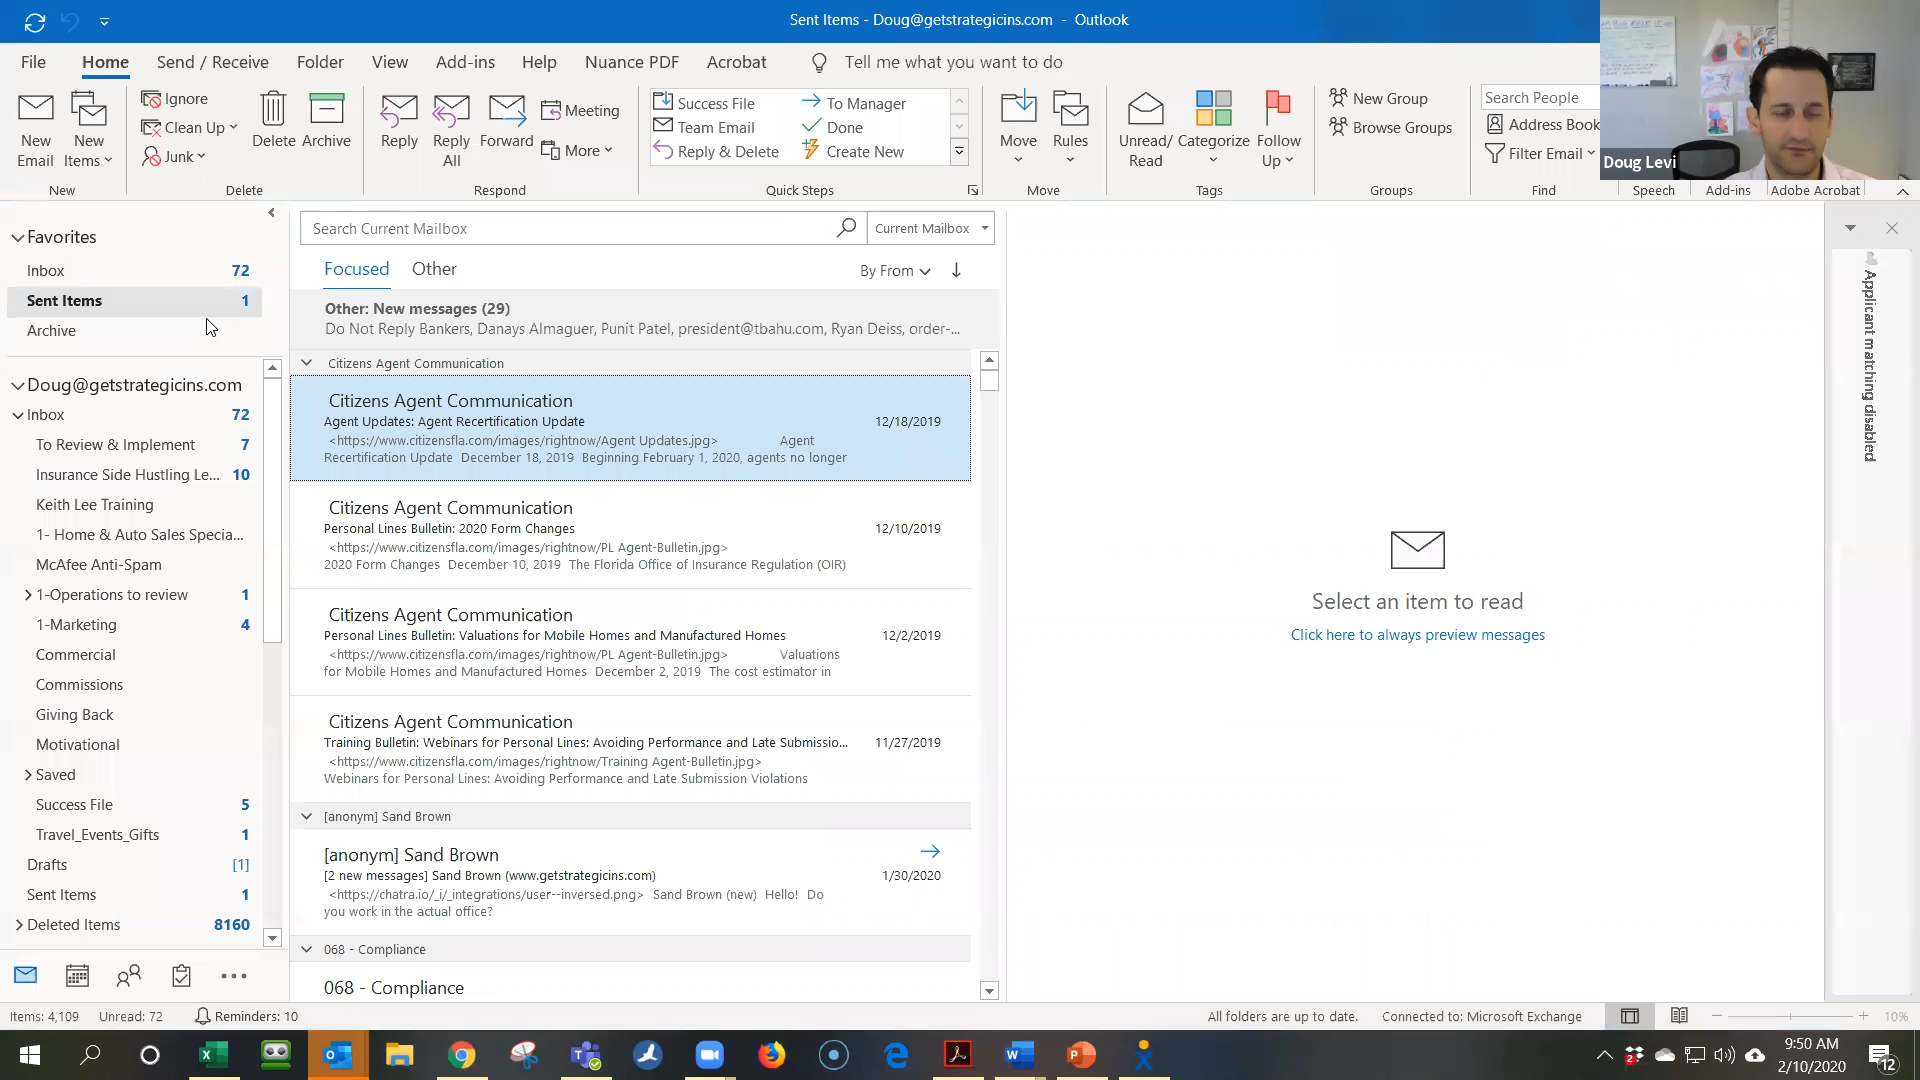 Sent Items - Doug@getstrategicins.com - Outlook
File Home Send / Receive Folder View Add-ins Help Nuance PDF Acrobat Tell me what you want to do
New Email
New Items
New
Ignore
Clean Up
Junk
Delete
Archive
Delete
Reply
Reply All
Forward
Meeting
More
Respond
Success File
Team Email
Reply & Delete
To Manager
Done
Create New
Quick Steps
Move
Rules
Move
Unread/ Read
Categorize
Follow Up
Tags
New Group
Browse Groups
Groups
Search People
Address Book
Filter Email
Find
Speech
Add-ins
Adobe Acrobat
Doug Levi
Favorites
Inbox 72
Sent Items 1
Archive
Doug@getstrategicins.com
Inbox 72
To Review & Implement 7
Insurance Side Hustling Le... 10
Keith Lee Training
1- Home & Auto Sales Specia...
McAfee Anti-Spam
1-Operations to review 1
1-Marketing 4
Commercial
Commissions
Giving Back
Motivational
Saved
Success File 5
Travel_Events_Gifts 1
Drafts [1]
Sent Items 1
Deleted Items 8160
Search Current Mailbox
Current Mailbox
Focused Other By From
Other: New messages (29)
Do Not Reply Bankers, Danays Almaguer, Punit Patel, president@tbahu.com, Ryan Deiss, order-...
Citizens Agent Communication
Citizens Agent Communication
Agent Updates: Agent Recertification Update 12/18/2019
<https://www.citizensfla.com/images/rightnow/Agent Updates.jpg> Agent
Recertification Update December 18, 2019 Beginning February 1, 2020, agents no longer
Citizens Agent Communication
Personal Lines Bulletin: 2020 Form Changes 12/10/2019
<https://www.citizensfla.com/images/rightnow/PL Agent-Bulletin.jpg>
2020 Form Changes December 10, 2019 The Florida Office of Insurance Regulation (OIR)
Citizens Agent Communication
Personal Lines Bulletin: Valuations for Mobile Homes and Manufactured Homes 12/2/2019
<https://www.citizensfla.com/images/rightnow/PL Agent-Bulletin.jpg> Valuations
for Mobile Homes and Manufactured Homes December 2, 2019 The cost estimator in
Citizens Agent Communication
Training Bulletin: Webinars for Personal Lines: Avoiding Performance and Late Submissio... 11/27/2019
<https://www.citizensfla.com/images/rightnow/Training Agent-Bulletin.jpg>
Webinars for Personal Lines: Avoiding Performance and Late Submission Violations
[anonym] Sand Brown
[anonym] Sand Brown
[2 new messages] Sand Brown (www.getstrategicins.com) 1/30/2020
<https://chatra.io/_i/_integrations/user--inversed.png> Sand Brown (new) Hello! Do
you work in the actual office?
068 - Compliance
068 - Compliance
Select an item to read
Click here to always preview messages
Applicant matching disabled
Items: 4,109 Unread: 72 Reminders: 10
All folders are up to date. Connected to: Microsoft Exchange 10%
9:50 AM
2/10/2020
12